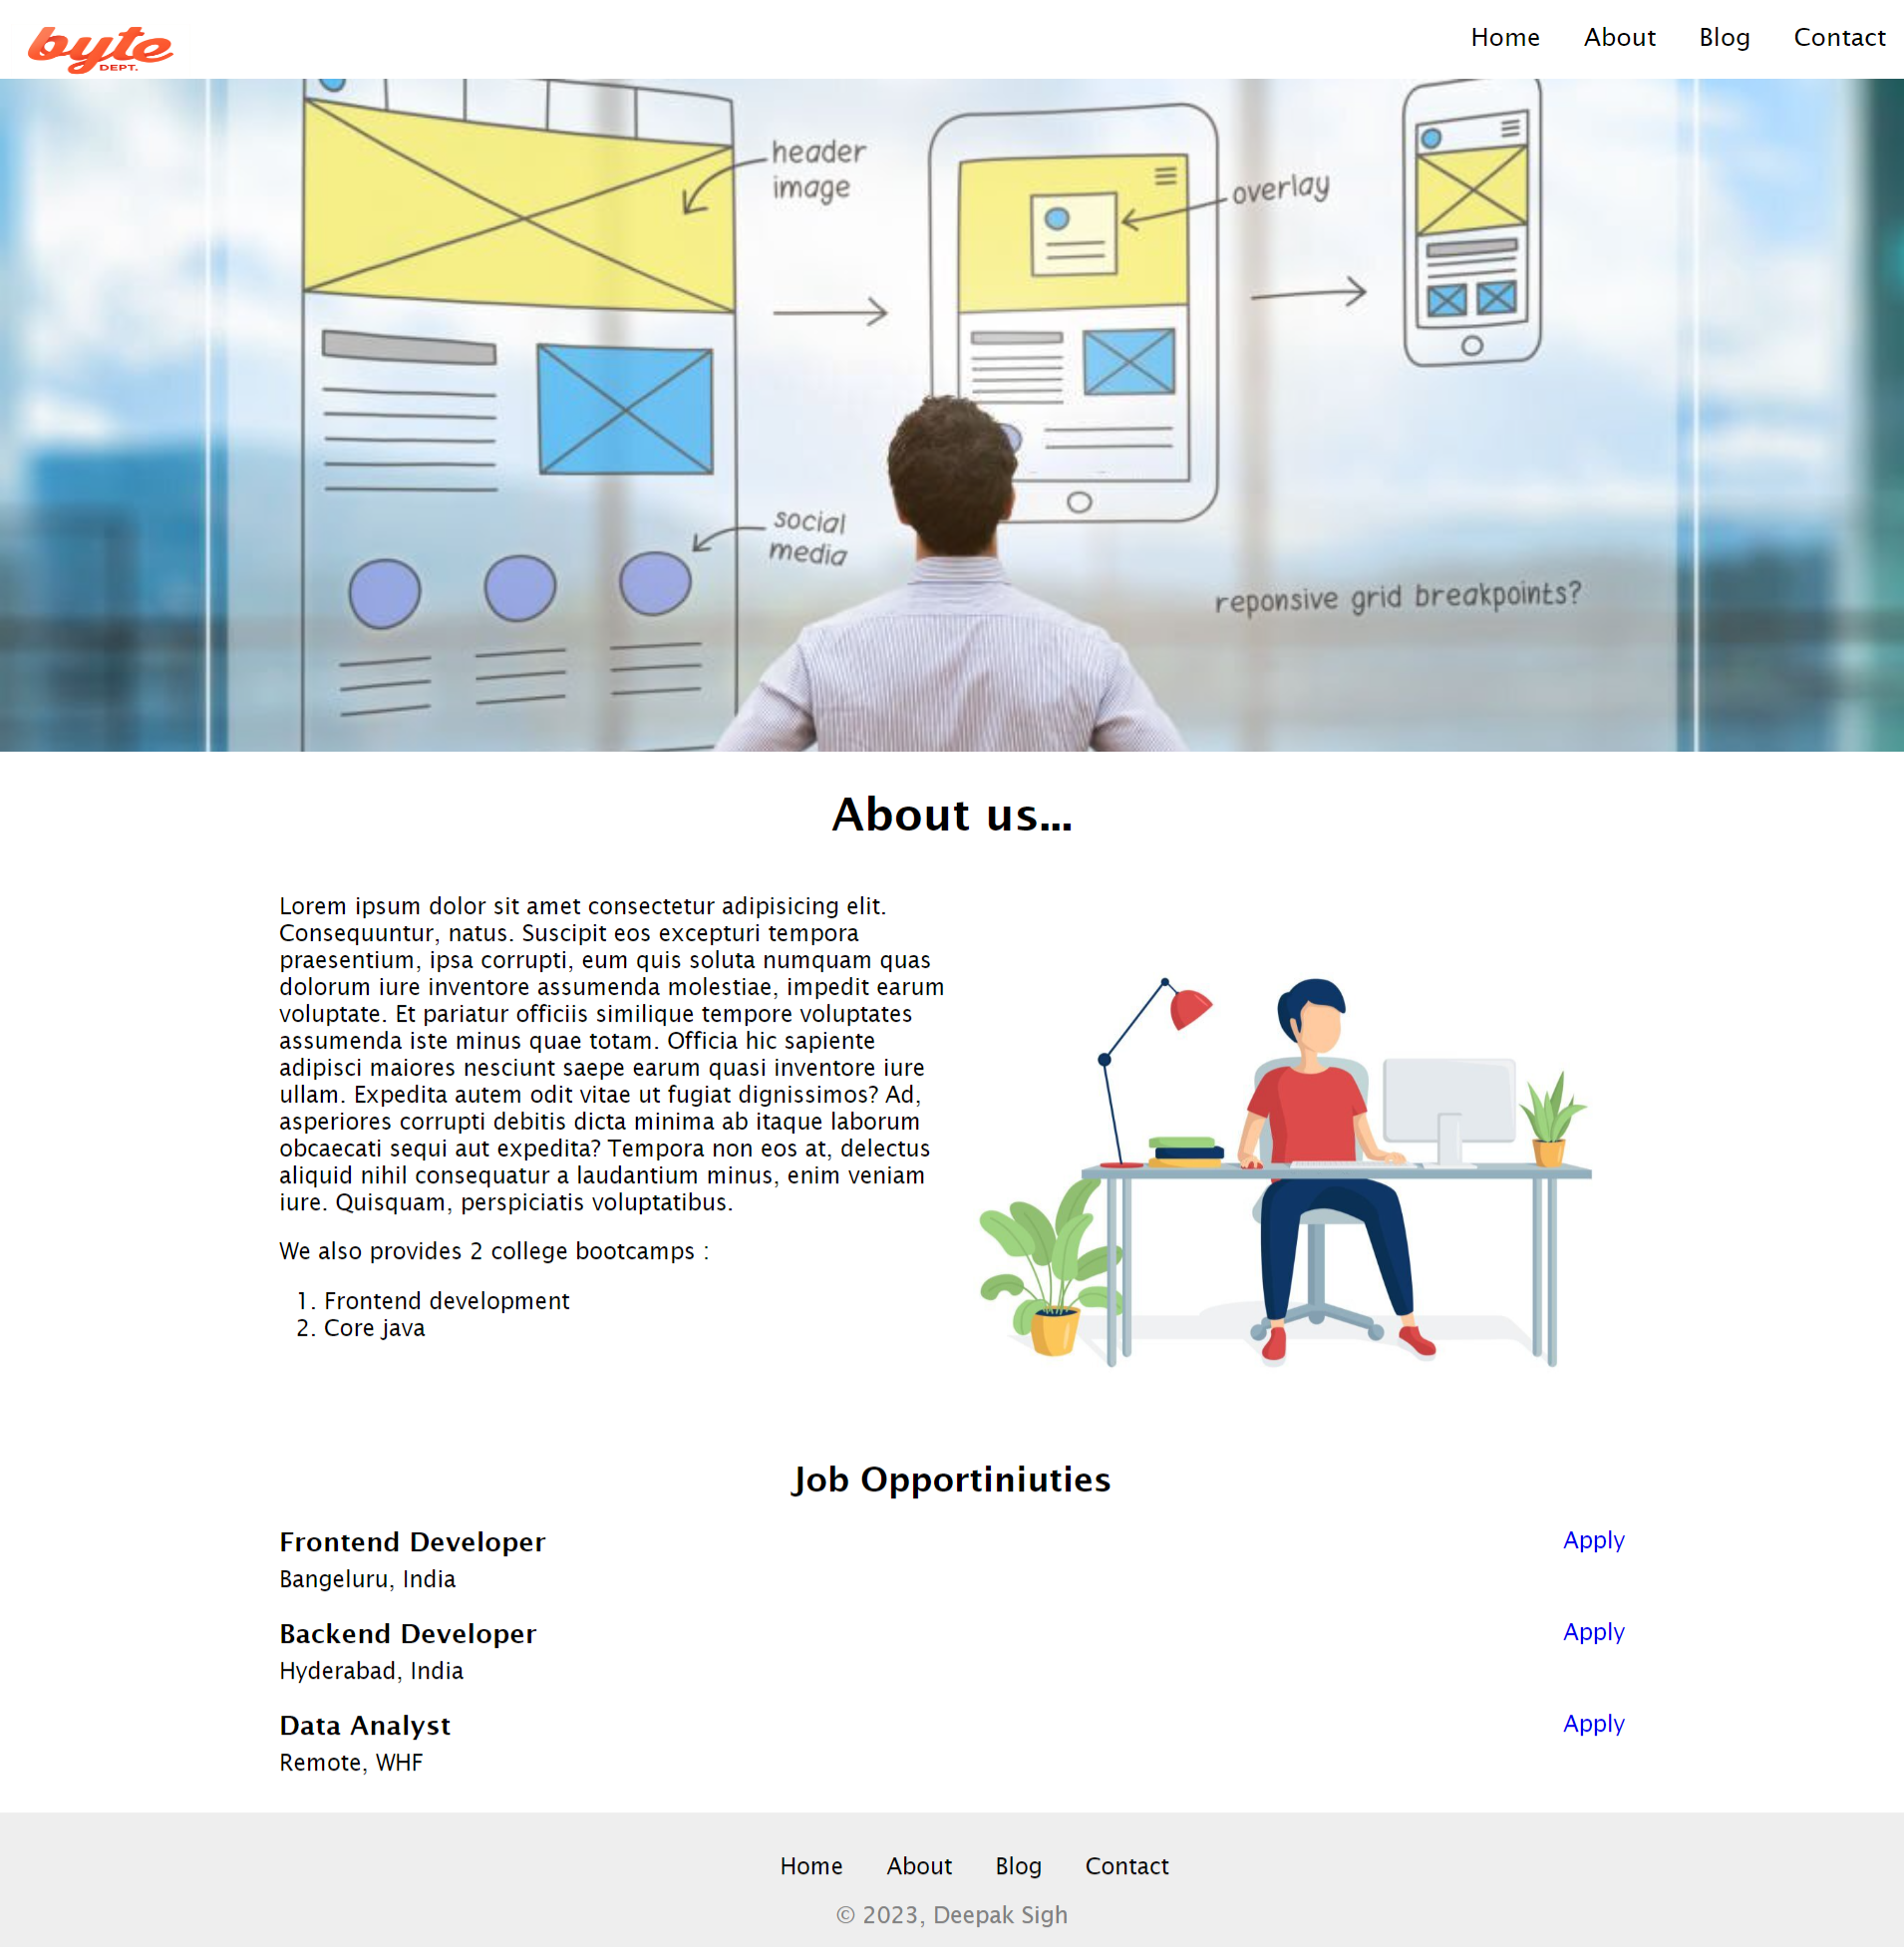 byte
DEPT.
Home About Blog Contact
header
image
overlay
social
media
reponsive grid breakpoints?
About us...
Lorem ipsum dolor sit amet consectetur adipisicing elit.
Consequuntur, natus. Suscipit eos excepturi tempora
praesentium, ipsa corrupti, eum quis soluta numquam quas
dolorum iure inventore assumenda molestiae, impedit earum
voluptate. Et pariatur officiis similique tempore voluptates
assumenda iste minus quae totam. Officia hic sapiente
adipisci maiores nesciunt saepe earum quasi inventore iure
ullam. Expedita autem odit vitae ut fugiat dignissimos? Ad,
asperiores corrupti debitis dicta minima ab itaque laborum
obcaecati sequi aut expedita? Tempora non eos at, delectus
aliquid nihil consequatur a laudantium minus, enim veniam
iure. Quisquam, perspiciatis voluptatibus.
We also provides 2 college bootcamps :
1. Frontend development
2. Core java
Job Opportiniuties
Frontend Developer Apply
Bangeluru, India
Backend Developer Apply
Hyderabad, India
Data Analyst Apply
Remote, WHF
Home About Blog Contact
© 2023, Deepak Sigh